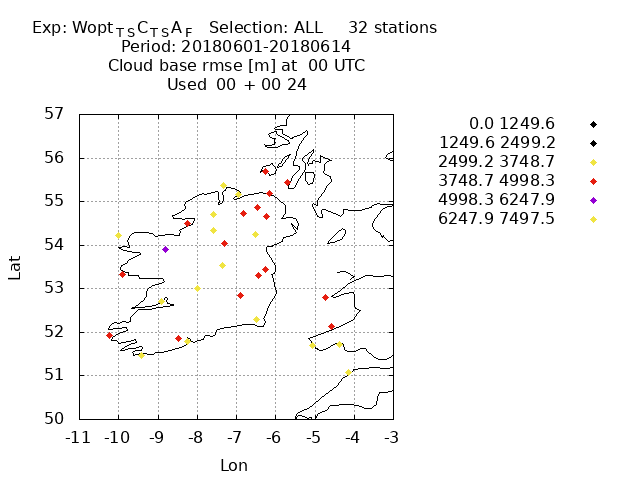 Exp: Wopt_TS C_TS A_F   Selection: ALL     32 stations
Period: 20180601-20180614
Cloud base rmse [m] at  00 UTC
Used  00 + 00 24
0.0 1249.6
1249.6 2499.2
2499.2 3748.7
3748.7 4998.3
4998.3 6247.9
6247.9 7497.5
57
56
55
54
53
52
51
50
Lat
-11 -10 -9 -8 -7 -6 -5 -4 -3
Lon